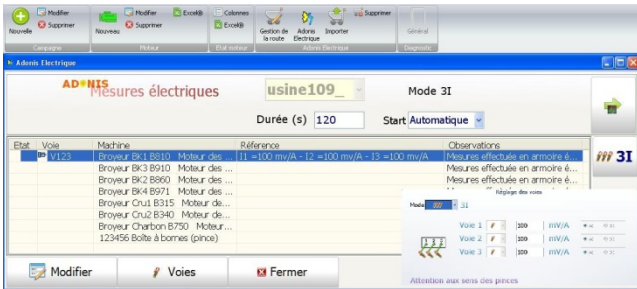 Modifier Modifier Excel® Colonnes Supprimer
Supprimer Supprimer Excel®
Nouvelle Nouveau Gestion de la route Adonis Electrique Importer Général
Campagne Moteur Etat moteur Adonis Electrique Diagnostic
Adonis Electrique
ADONIS
Mesures électriques usine109_ Mode 3I
Durée (s) 120 Start Automatique
Etat Voie Machine Réference Observations
V123 Broyeur BK1 B810 Moteur des ... I1 =100 mv/A - I2 =100 mv/A - I3 =100 mv/A Mesures effectuée en armoire é...
Broyeur BK3 B910 Moteur des ... Mesures effectuée en armoire é...
Broyeur BK2 B860 Moteur des ... Mesures effectuée en armoire é...
Broyeur BK4 B971 Moteur des ...
Broyeur Cru1 B315 Moteur de...
Broyeur Cru2 B340 Moteur de...
Broyeur Charbon B750 Moteur...
123456 Boîte à bornes (pince)
3I
Réglage des voies
Mode 3I
Voie 1 100 mV/A
Voie 2 100 mV/A
Voie 3 100 mV/A
Attention aux sens des pinces
Modifier Voies Fermer